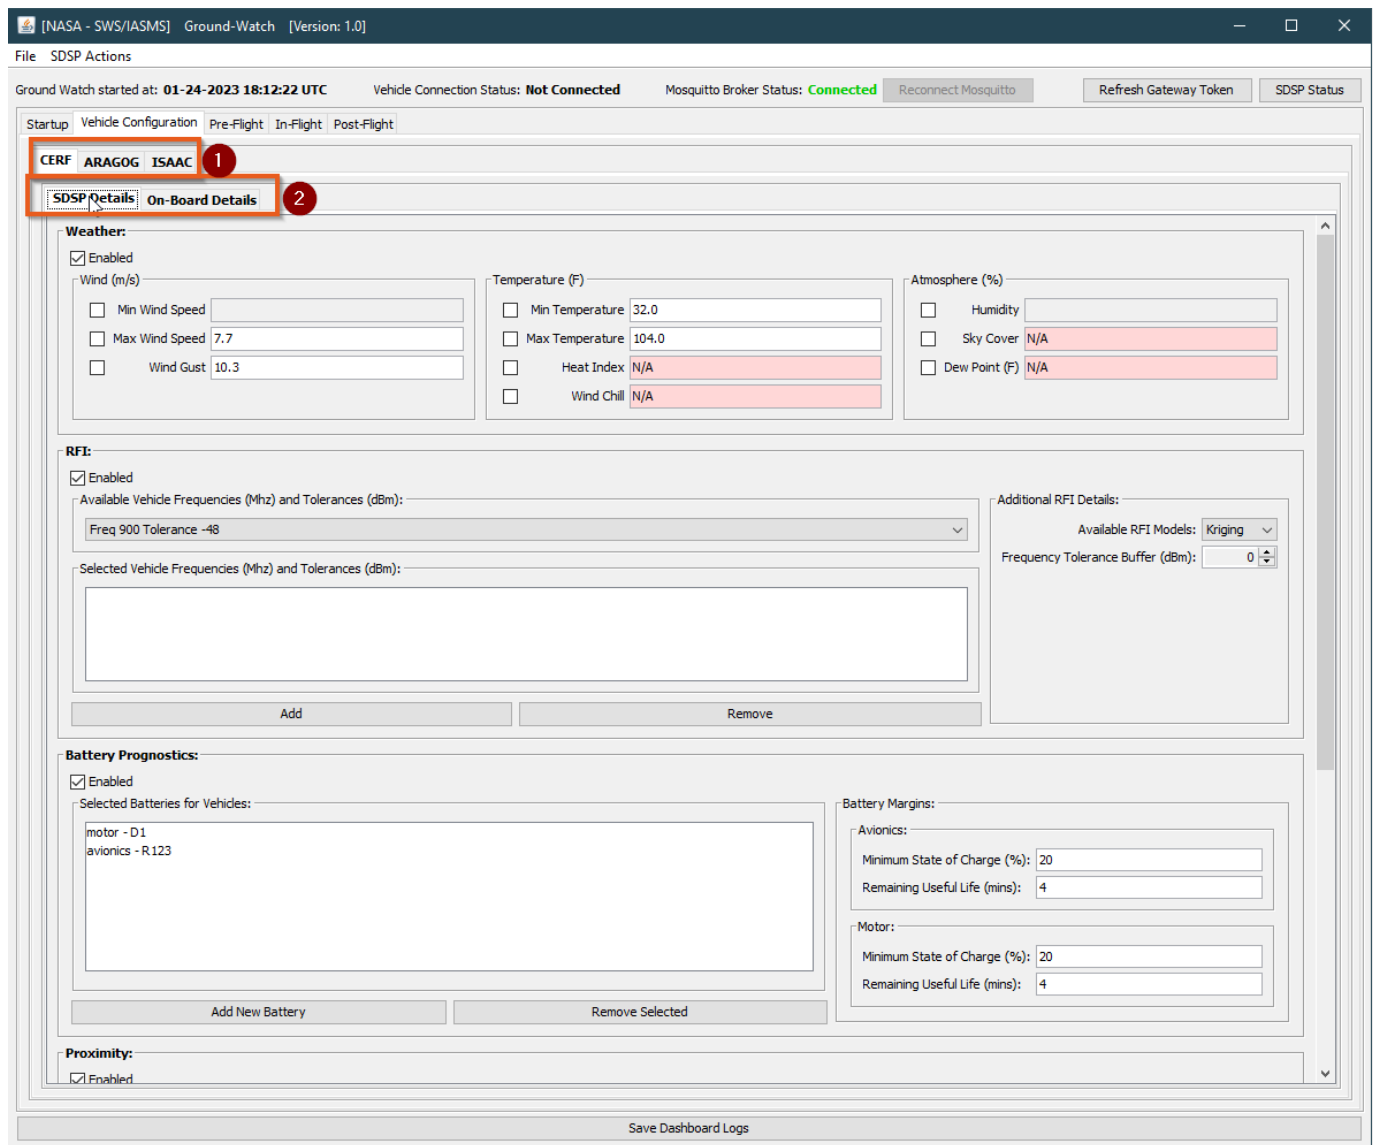 [NASA - SWS/IASMS] Ground-Watch [Version: 1.0]
File SDSP Actions
Ground Watch started at: 01-24-2023 18:12:22 UTC Vehicle Connection Status: Not Connected Mosquitto Broker Status: Connected Reconnect Mosquitto Refresh Gateway Token SDSP Status
Startup Vehicle Configuration Pre-Flight In-Flight Post-Flight
CERF ARAGOG ISAAC 1
SDSP Details On-Board Details 2
Weather:
Enabled
Wind (m/s) Temperature (F) Atmosphere (%)
Min Wind Speed Min Temperature 32.0 Humidity
Max Wind Speed 7.7 Max Temperature 104.0 Sky Cover N/A
Wind Gust 10.3 Heat Index N/A Dew Point (F) N/A
Wind Chill N/A
RFI:
Enabled
Available Vehicle Frequencies (Mhz) and Tolerances (dBm): Additional RFI Details:
Freq 900 Tolerance -48 Available RFI Models: Kriging
Frequency Tolerance Buffer (dBm): 0
Selected Vehicle Frequencies (Mhz) and Tolerances (dBm):
Add Remove
Battery Prognostics:
Enabled
Selected Batteries for Vehicles: Battery Margins:
motor - D1 Avionics:
avionics - R123 Minimum State of Charge (%): 20
Remaining Useful Life (mins): 4
Motor:
Minimum State of Charge (%): 20
Remaining Useful Life (mins): 4
Add New Battery Remove Selected
Proximity:
Enabled
Save Dashboard Logs